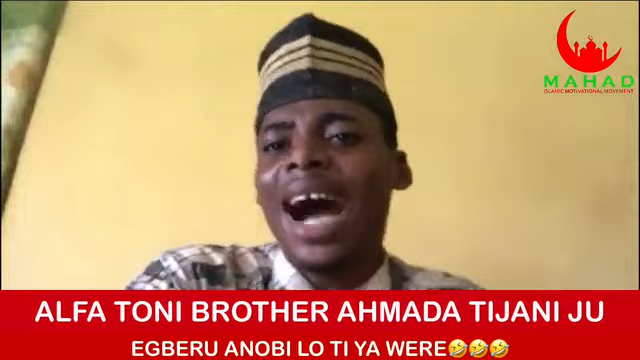 MAHAD
ISLAMIC MOTIVATIONAL MOVEMENT
ALFA TONI BROTHER AHMADA TIJANI JU
EGBERU ANOBI LO TI YA WERE🤣🤣🤣